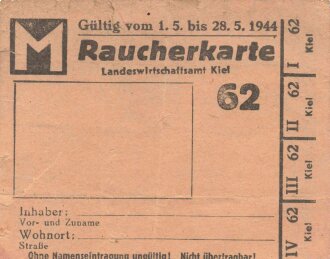 Gültig vom 1. 5. bis 28. 5. 1944
M
Raucherkarte
Landeswirtschaftsamt Kiel
62
Inhaber:
Vor- und Zuname
Wohnort:
Straße
Ohne Namenseintragung ungültig! Nicht übertragbar!
I 62
Kiel
II 62
Kiel
III 62
Kiel
IV 62
Kiel